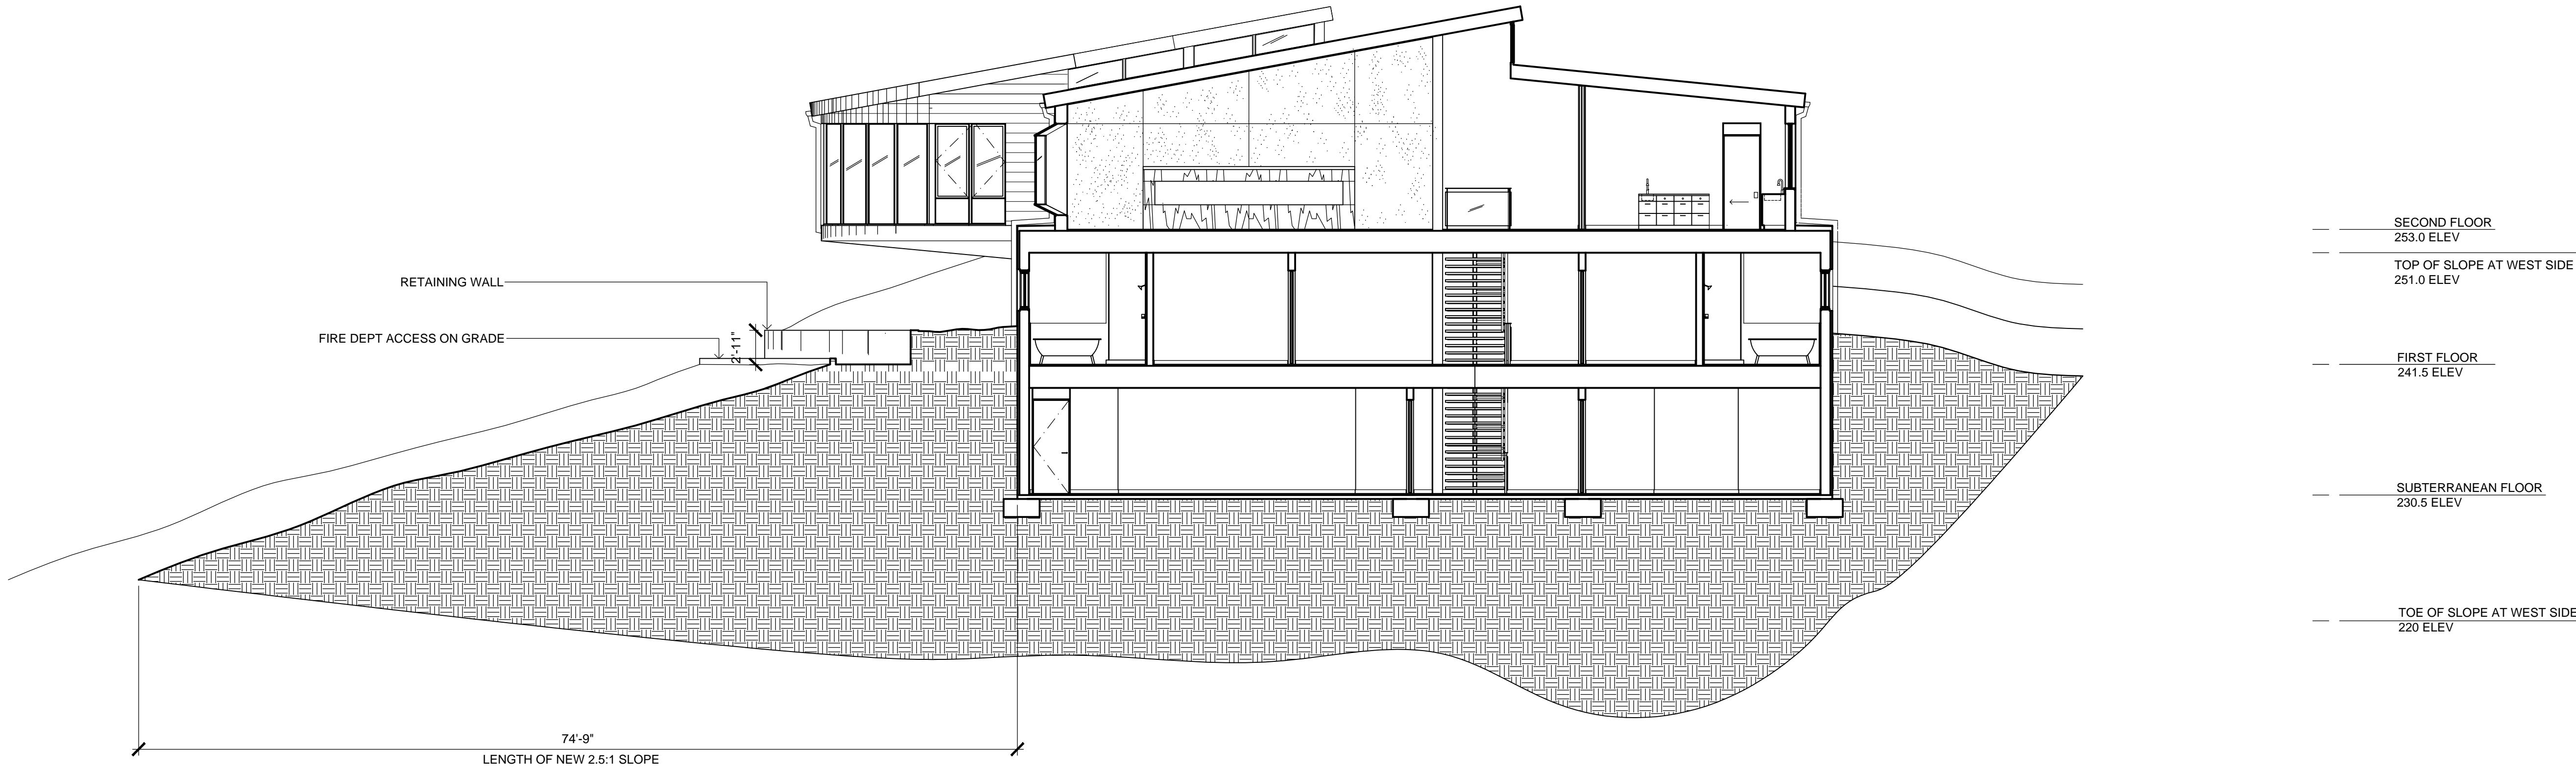 RETAINING WALL
FIRE DEPT ACCESS ON GRADE
2'-11"
74'-9"
LENGTH OF NEW 2.5:1 SLOPE
SECOND FLOOR
253.0 ELEV
TOP OF SLOPE AT WEST SIDE
251.0 ELEV
FIRST FLOOR
241.5 ELEV
SUBTERRANEAN FLOOR
230.5 ELEV
TOE OF SLOPE AT WEST SIDE
220 ELEV